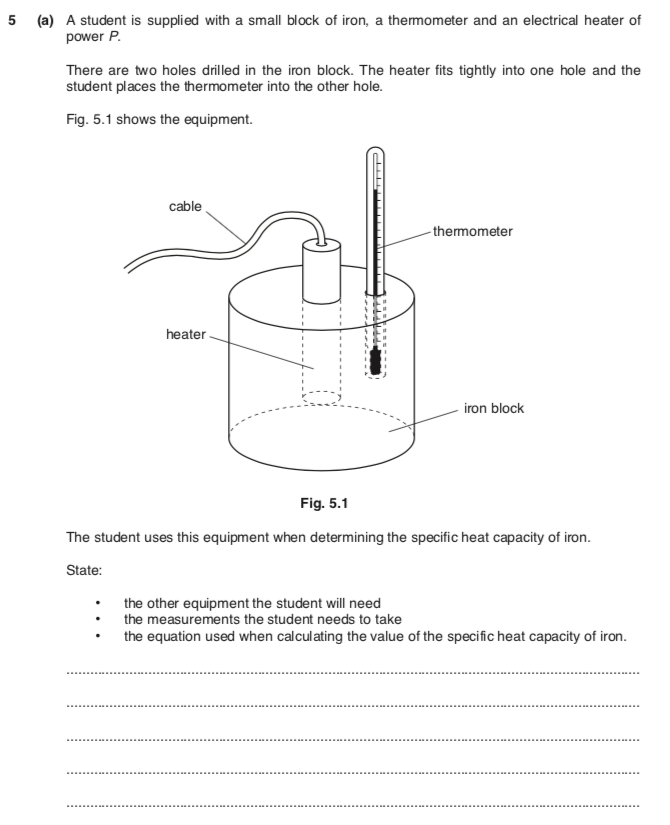 5 (a) A student is supplied with a small block of iron, a thermometer and an electrical heater of
power P.
There are two holes drilled in the iron block. The heater fits tightly into one hole and the
student places the thermometer into the other hole.
Fig. 5.1 shows the equipment.
cable
thermometer
heater
iron block
Fig. 5.1
The student uses this equipment when determining the specific heat capacity of iron.
State:
• the other equipment the student will need
• the measurements the student needs to take
• the equation used when calculating the value of the specific heat capacity of iron.